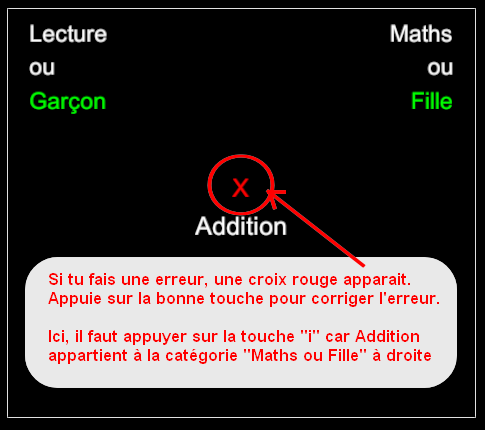 Lecture
ou
Garçon
Maths
ou
Fille
X
Addition
Si tu fais une erreur, une croix rouge apparait.
Appuie sur la bonne touche pour corriger l'erreur.
Ici, il faut appuyer sur la touche "i" car Addition
appartient à la catégorie "Maths ou Fille" à droite